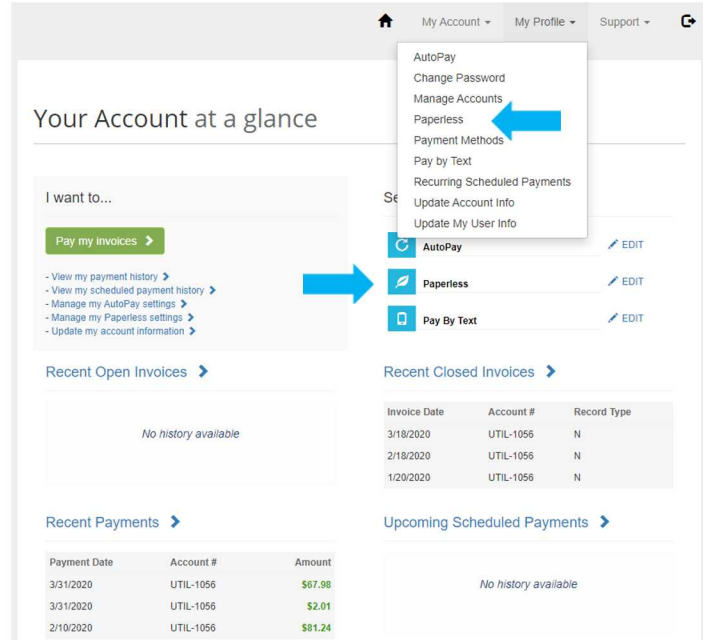 My Account
My Profile
Support
AutoPay
Change Password
Manage Accounts
Paperless
Payment Methods
Pay by Text
Recurring Scheduled Payments
Update Account Info
Update My User Info
Your Account at a glance
I want to...
Pay my invoices
- View my payment history
- View my scheduled payment history
- Manage my AutoPay settings
- Manage my Paperless settings
- Update my account information
Se
AutoPay EDIT
Paperless EDIT
Pay By Text EDIT
Recent Open Invoices
No history available
Recent Closed Invoices
Invoice Date Account # Record Type
3/18/2020 UTIL-1056 N
2/18/2020 UTIL-1056 N
1/20/2020 UTIL-1056 N
Recent Payments
Payment Date Account # Amount
3/31/2020 UTIL-1056 $67.98
3/31/2020 UTIL-1056 $2.01
2/10/2020 UTIL-1056 $81.24
Upcoming Scheduled Payments
No history available